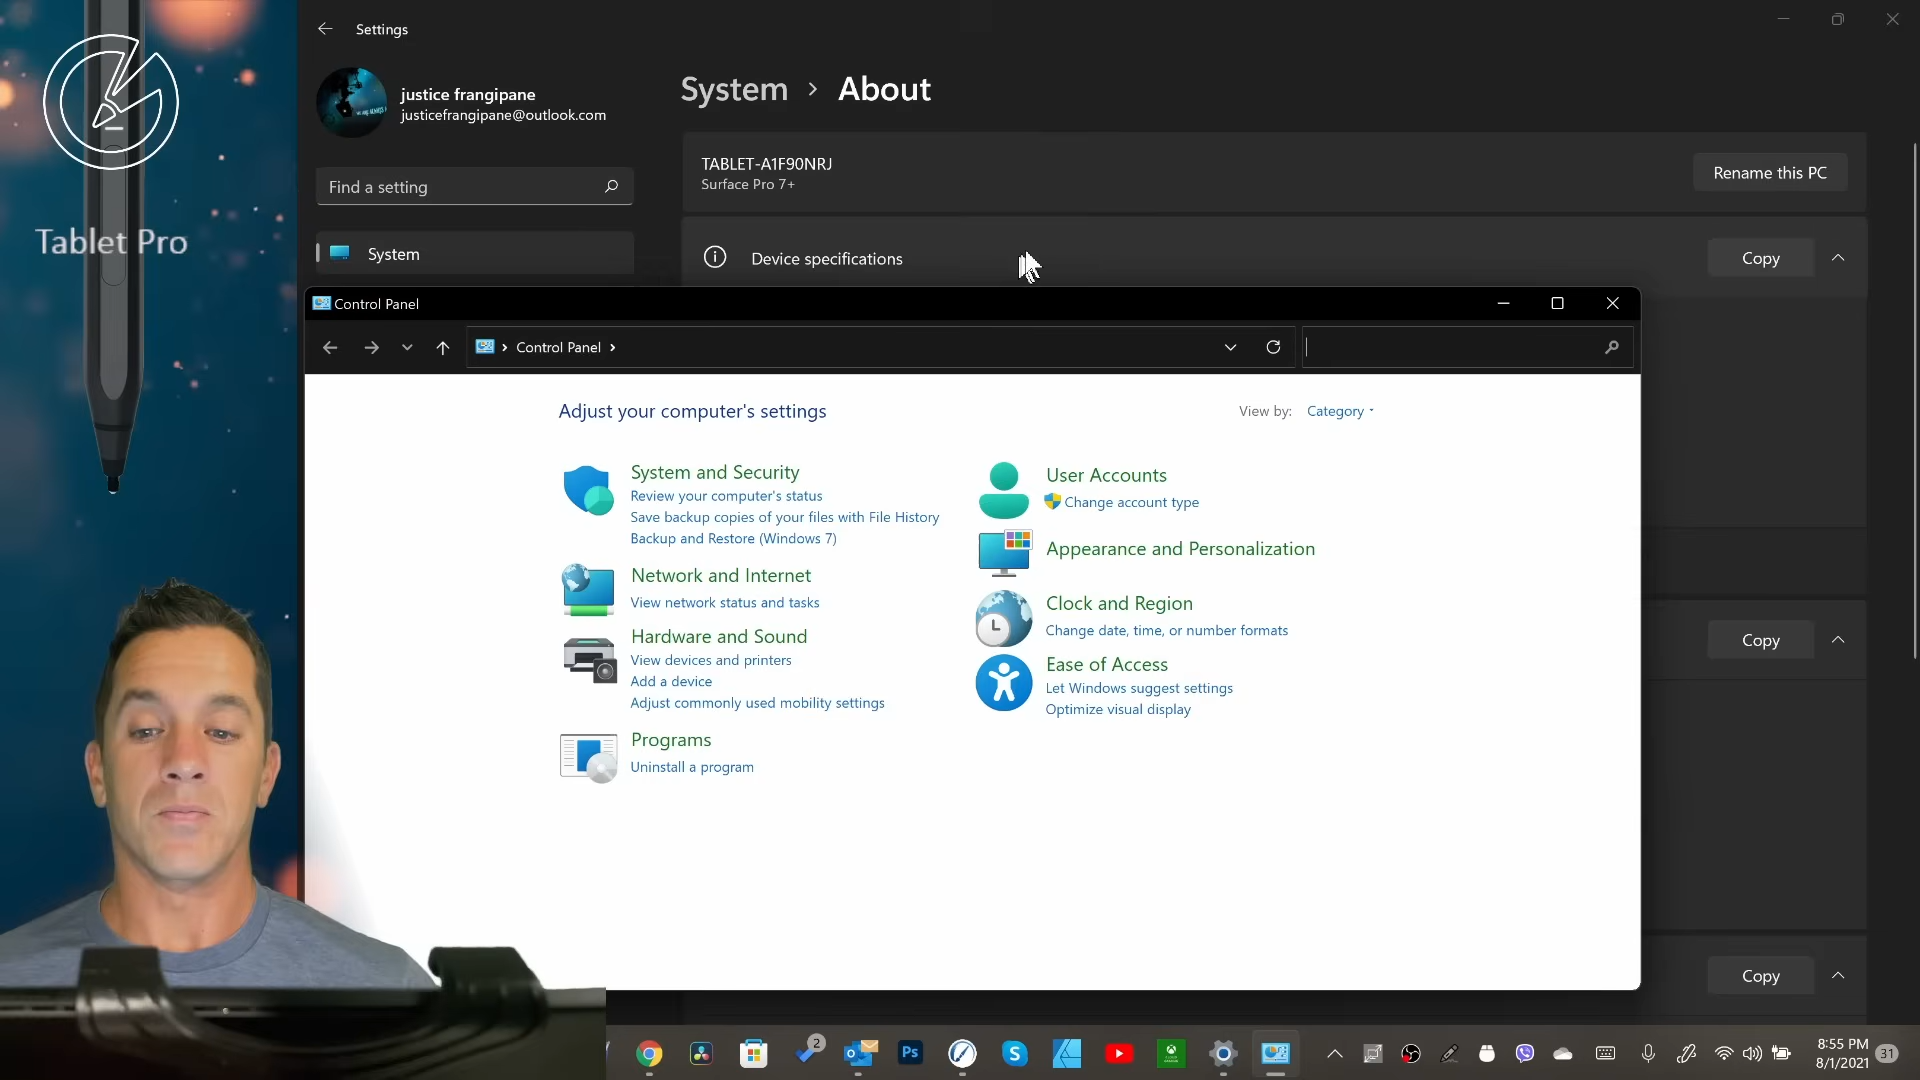 Settings
justice frangipane
justicefrangipane@outlook.com
Find a setting
System
Tablet Pro
System > About
TABLET-A1F90NRJ
Surface Pro 7+
Rename this PC
Device specifications
Copy
Control Panel
Control Panel
Adjust your computer's settings
View by: Category
System and Security
Review your computer's status
Save backup copies of your files with File History
Backup and Restore (Windows 7)
Network and Internet
View network status and tasks
Hardware and Sound
View devices and printers
Add a device
Adjust commonly used mobility settings
Programs
Uninstall a program
User Accounts
Change account type
Appearance and Personalization
Clock and Region
Change date, time, or number formats
Ease of Access
Let Windows suggest settings
Optimize visual display
Copy
Copy
2
Ps
8:55 PM
8/1/2021
31